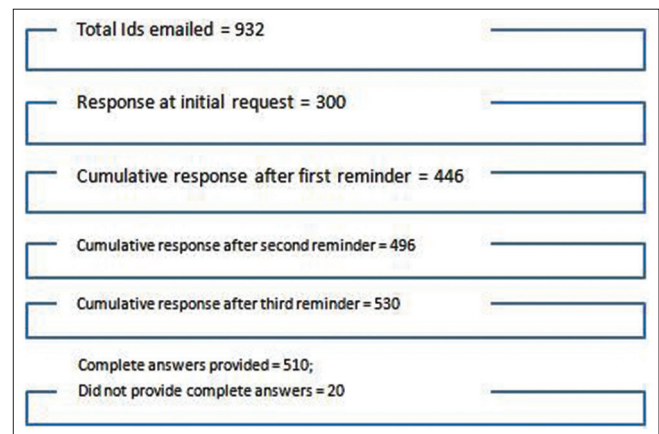 Total Ids emailed = 932
Response at initial request = 300
Cumulative response after first reminder = 446
Cumulative response after second reminder = 496
Cumulative response after third reminder = 530
Complete answers provided = 510;
Did not provide complete answers = 20